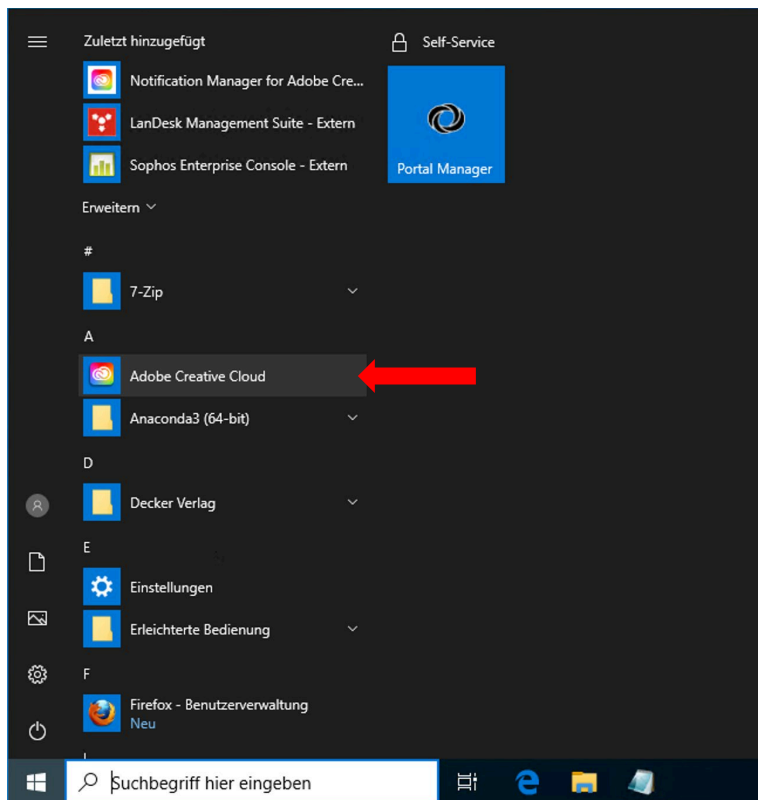 Zuletzt hinzugefügt
Notification Manager for Adobe Cre...
LanDesk Management Suite - Extern
Sophos Enterprise Console - Extern
Erweitern
#
7-Zip
A
Adobe Creative Cloud
Anaconda3 (64-bit)
D
Decker Verlag
E
Einstellungen
Erleichterte Bedienung
F
Firefox - Benutzerverwaltung
Neu
Self-Service
Portal Manager
Suchbegriff hier eingeben